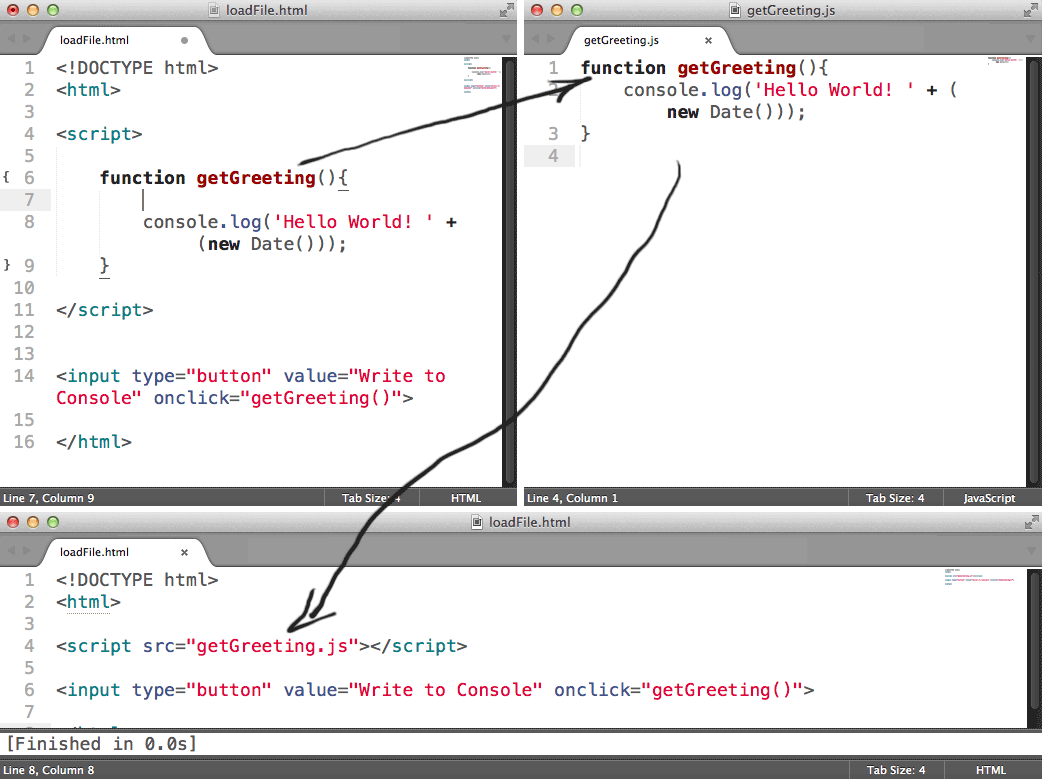 loadFile.html
loadFile.html
1 <!DOCTYPE html>
2 <html>
3
4 <script>
5
{ 6 function getGreeting(){
7
8 console.log('Hello World! ' +
(new Date()));
} 9 }
10
11 </script>
12
13
14 <input type="button" value="Write to
Console" onclick="getGreeting()">
15
16 </html>
Line 7, Column 9 Tab Size: 4 HTML
getGreeting.js
getGreeting.js ×
1 function getGreeting(){
2 console.log('Hello World! ' + (
new Date()));
3 }
4
Line 4, Column 1 Tab Size: 4 JavaScript
loadFile.html
loadFile.html ×
1 <!DOCTYPE html>
2 <html>
3
4 <script src="getGreeting.js"></script>
5
6 <input type="button" value="Write to Console" onclick="getGreeting()">
7
[Finished in 0.0s]
Line 8, Column 8 Tab Size: 4 HTML